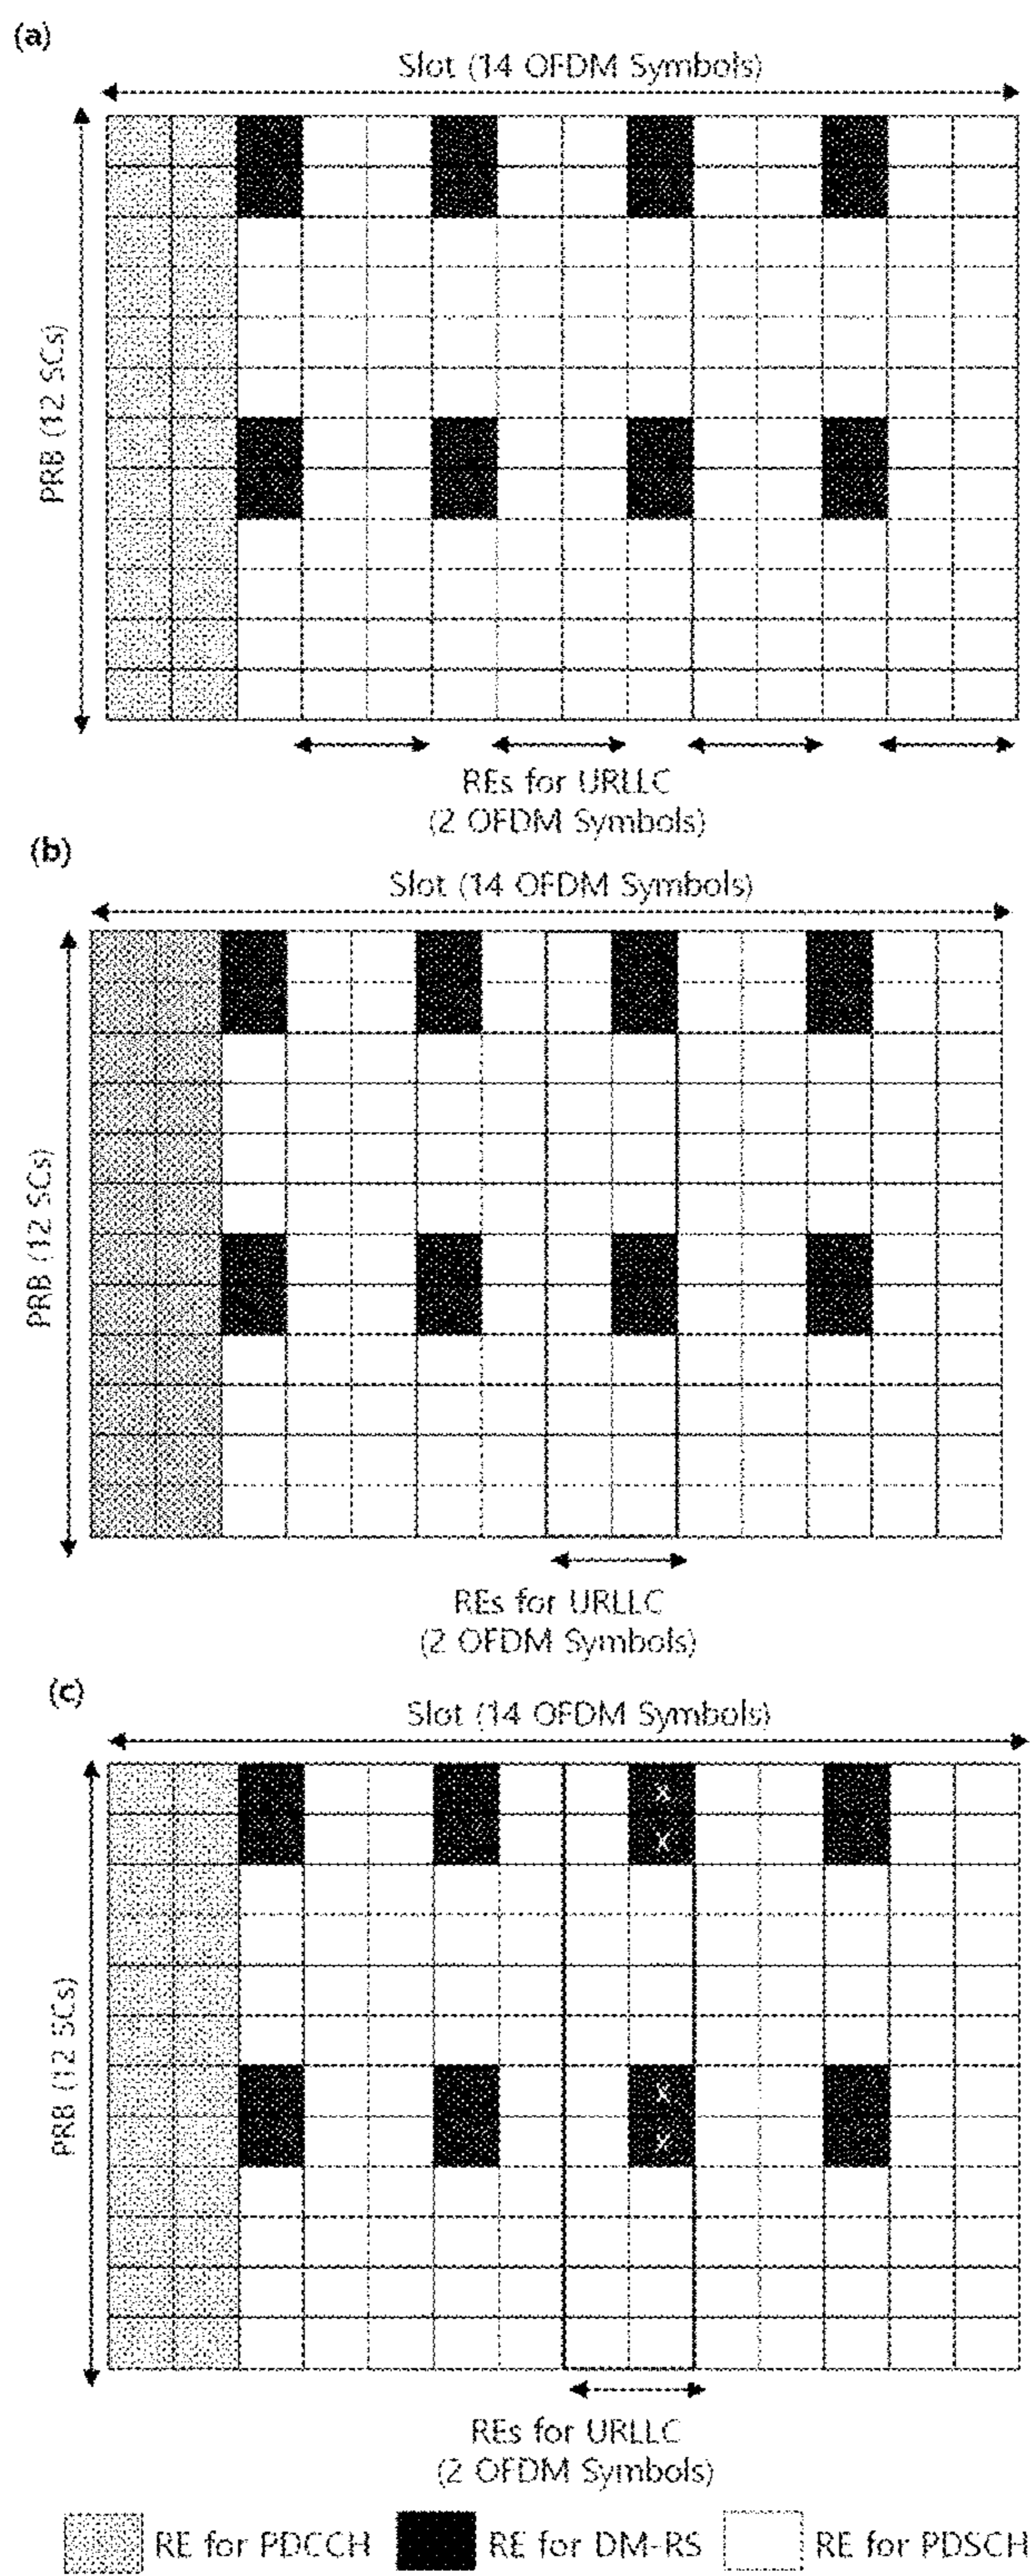 (a)
Slot (14 OFDM Symbols)
PRB (12 SCs)
REs for URLLC
(2 OFDM Symbols)
(b)
Slot (14 OFDM Symbols)
PRB (12 SCs)
REs for URLLC
(2 OFDM Symbols)
(c)
Slot (14 OFDM Symbols)
X
X
PRB (12 SCs)
X
X
REs for URLLC
(2 OFDM Symbols)
RE for PDCCH RE for DM-RS RE for PDSCH